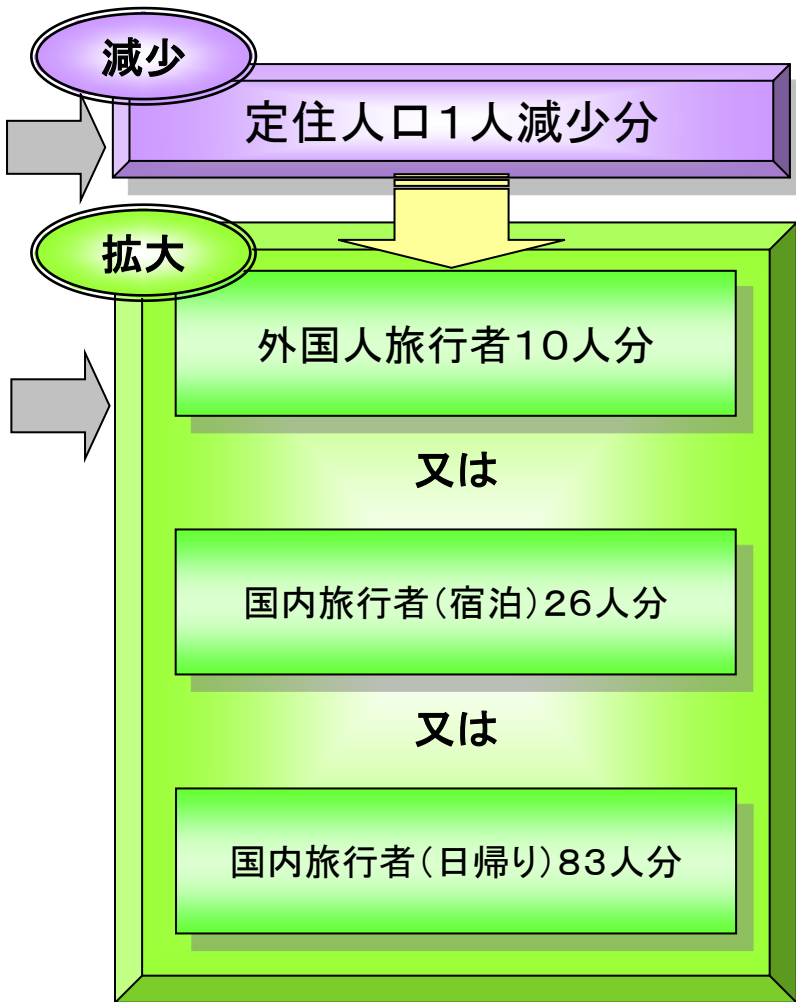 減少
定住人口１人減少分
拡大
外国人旅行者１０人分
又は
国内旅行者（宿泊）２６人分
又は
国内旅行者（日帰り）８３人分